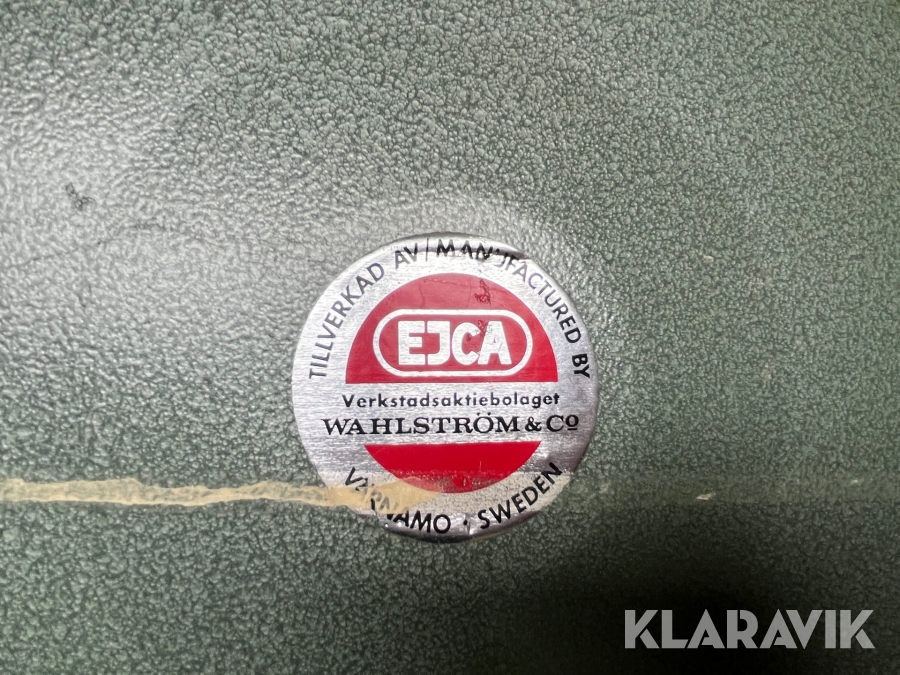 TILLVERKAD AV/MANUFACTURED BY
EJCA
Verkstadsaktiebolaget
WAHLSTRÖM & Co
VÄRNAMO · SWEDEN
KLARAVIK